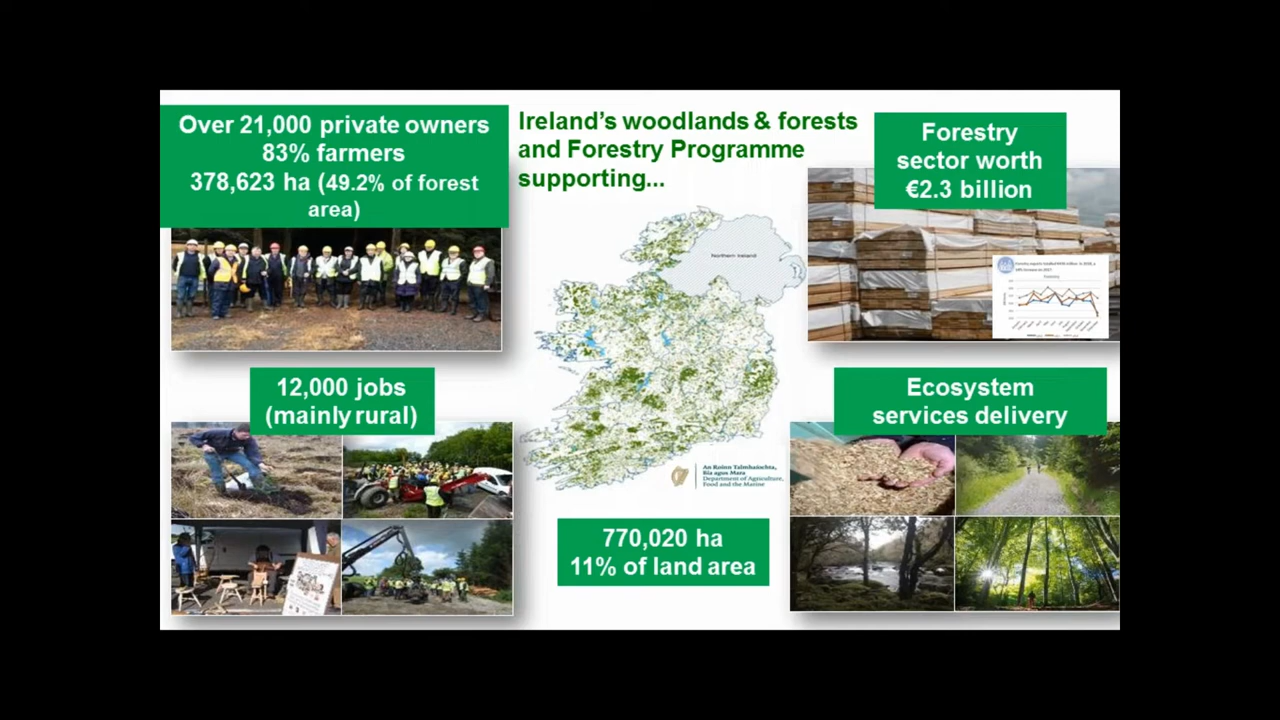 Over 21,000 private owners
83% farmers
378,623 ha (49.2% of forest
area)
Ireland's woodlands & forests
and Forestry Programme
supporting...
Forestry
sector worth
€2.3 billion
Northern Ireland
12,000 jobs
(mainly rural)
Ecosystem
services delivery
An Roinn Talmhaíochta,
Bia agus Mara
Department of Agriculture,
Food and the Marine
770,020 ha
11% of land area